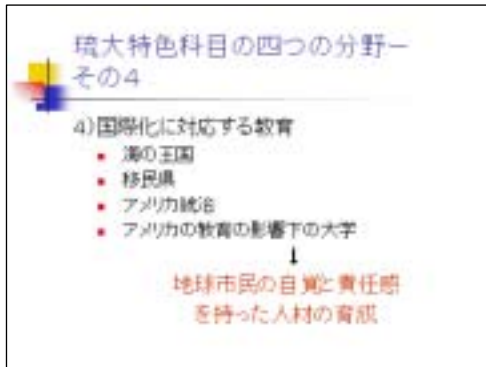 琉大特色科目の四つの分野－
その４
４）国際化に対応する教育
海の王国
移民県
アメリカ統治
アメリカの教育の影響下の大学
↓
地球市民の自覚と責任感
を持った人材の育成